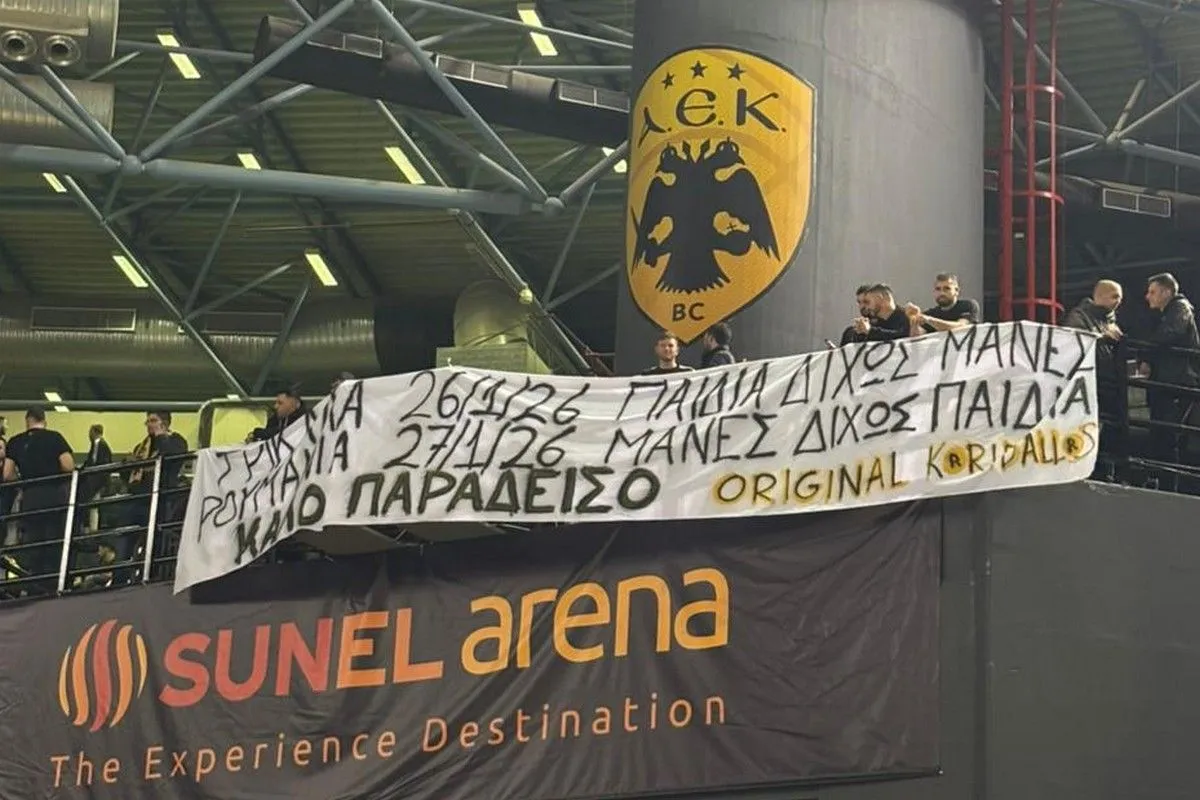 Α.Ε.Κ.
BC
ΤΡΙΚΑΛΑ 26/1/26 ΠΑΙΔΙΑ ΔΙΧΩΣ ΜΑΝΕΣ
ΡΟΥΜΑΝΙΑ 27/1/26 ΜΑΝΕΣ ΔΙΧΩΣ ΠΑΙΔΙΑ
ΚΑΛΟ ΠΑΡΑΔΕΙΣΟ ORIGINAL KORIDALLOS
SUNEL arena
The Experience Destination